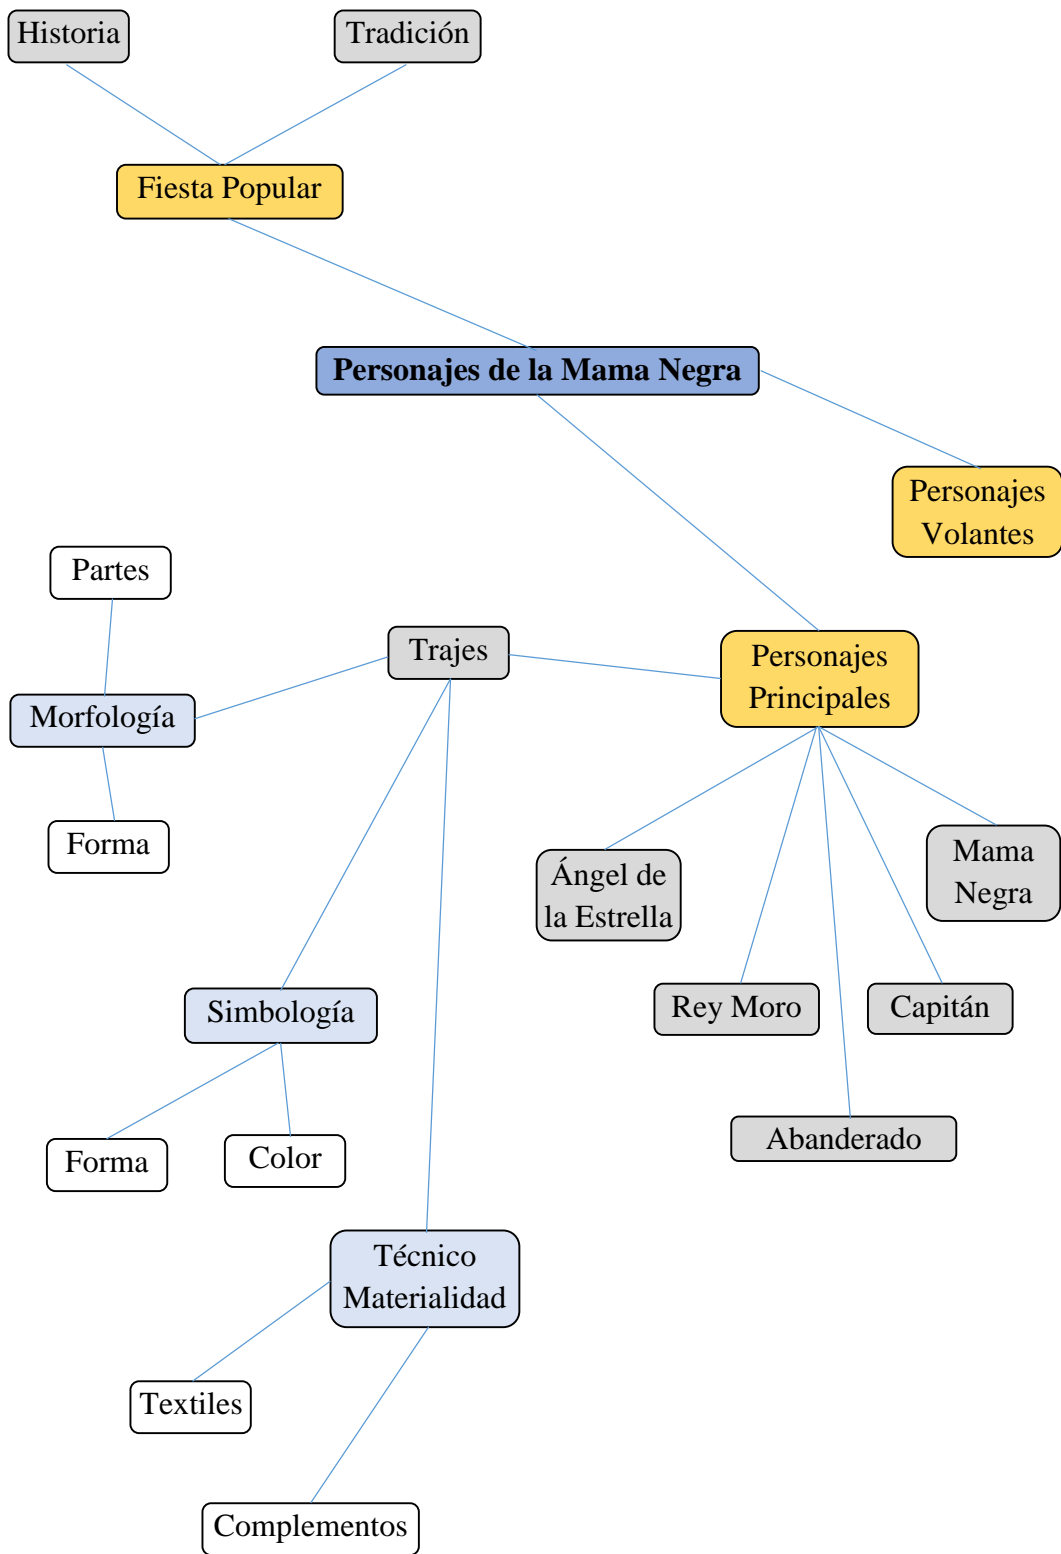 Historia
Tradición
Fiesta Popular
Personajes de la Mama Negra
Personajes
Volantes
Partes
Trajes
Personajes
Principales
Morfología
Forma
Ángel de
la Estrella
Mama
Negra
Simbología
Rey Moro
Capitán
Forma
Color
Abanderado
Técnico
Materialidad
Textiles
Complementos